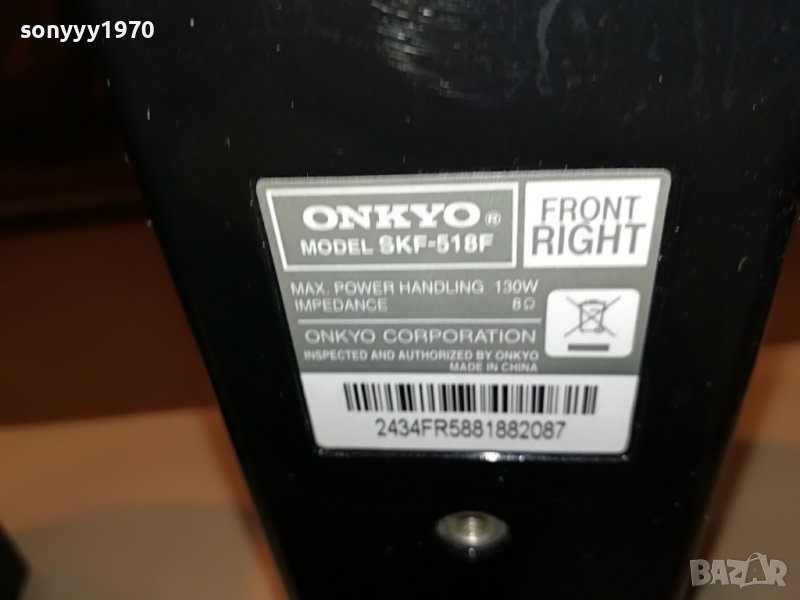 sonyyy1970
ONKYO®
MODEL SKF-518F
FRONT
RIGHT
MAX. POWER HANDLING 130W
IMPEDANCE 8Ω
ONKYO CORPORATION
INSPECTED AND AUTHORIZED BY ONKYO
MADE IN CHINA
2434FR5881882087
BAZAR